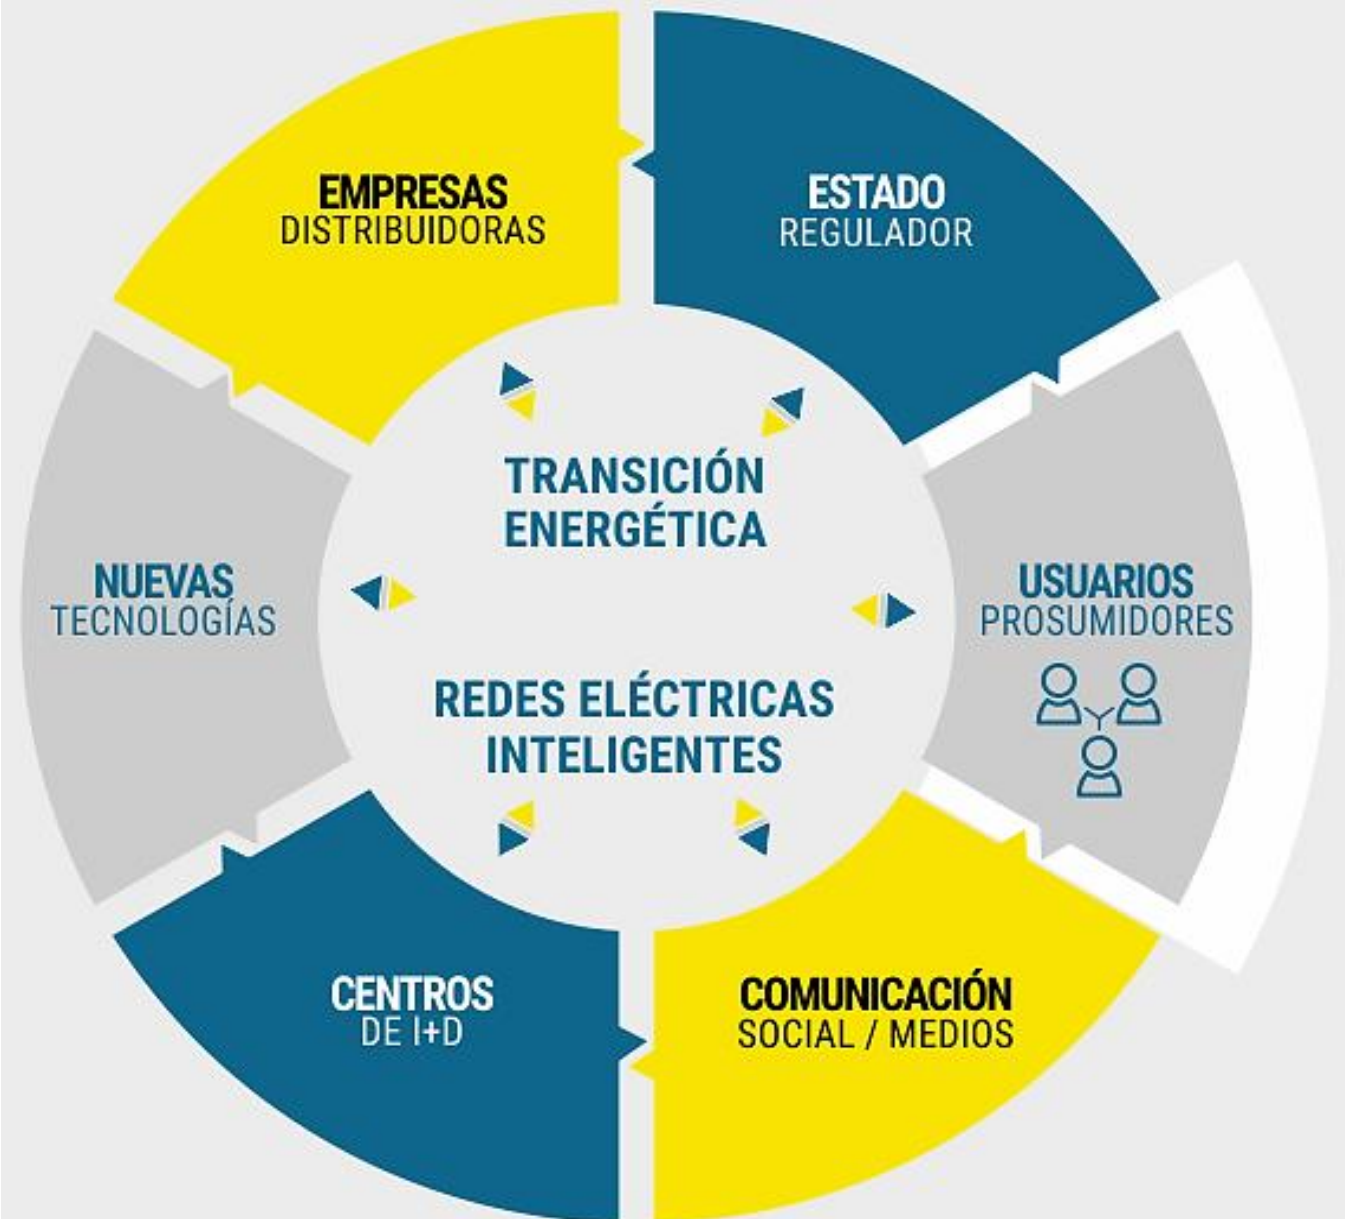 EMPRESAS
DISTRIBUIDORAS
ESTADO
REGULADOR
TRANSICIÓN
ENERGÉTICA
NUEVAS
TECNOLOGÍAS
USUARIOS
PROSUMIDORES
REDES ELÉCTRICAS
INTELIGENTES
CENTROS
DE I+D
COMUNICACIÓN
SOCIAL / MEDIOS